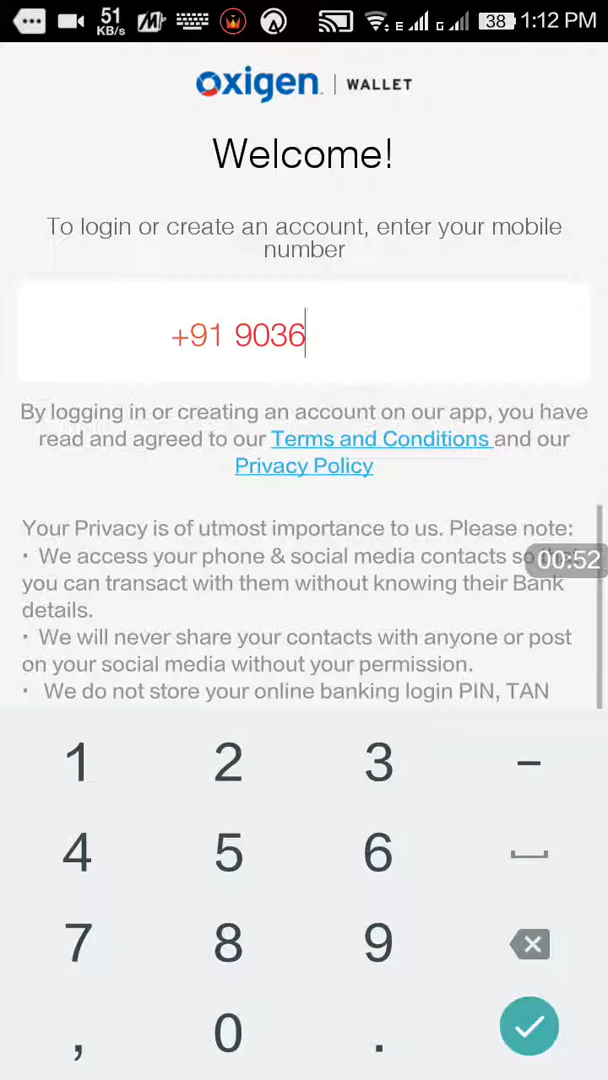 51 KB/s E G 38 1:12 PM
oxigen | WALLET
Welcome!
To login or create an account, enter your mobile
number
+91 9036
By logging in or creating an account on our app, you have
read and agreed to our Terms and Conditions and our
Privacy Policy
Your Privacy is of utmost importance to us. Please note:
· We access your phone & social media contacts so
00:52
you can transact with them without knowing their Bank
details.
· We will never share your contacts with anyone or post
on your social media without your permission.
· We do not store your online banking login PIN, TAN
1 2 3 –
4 5 6
7 8 9
, 0 .